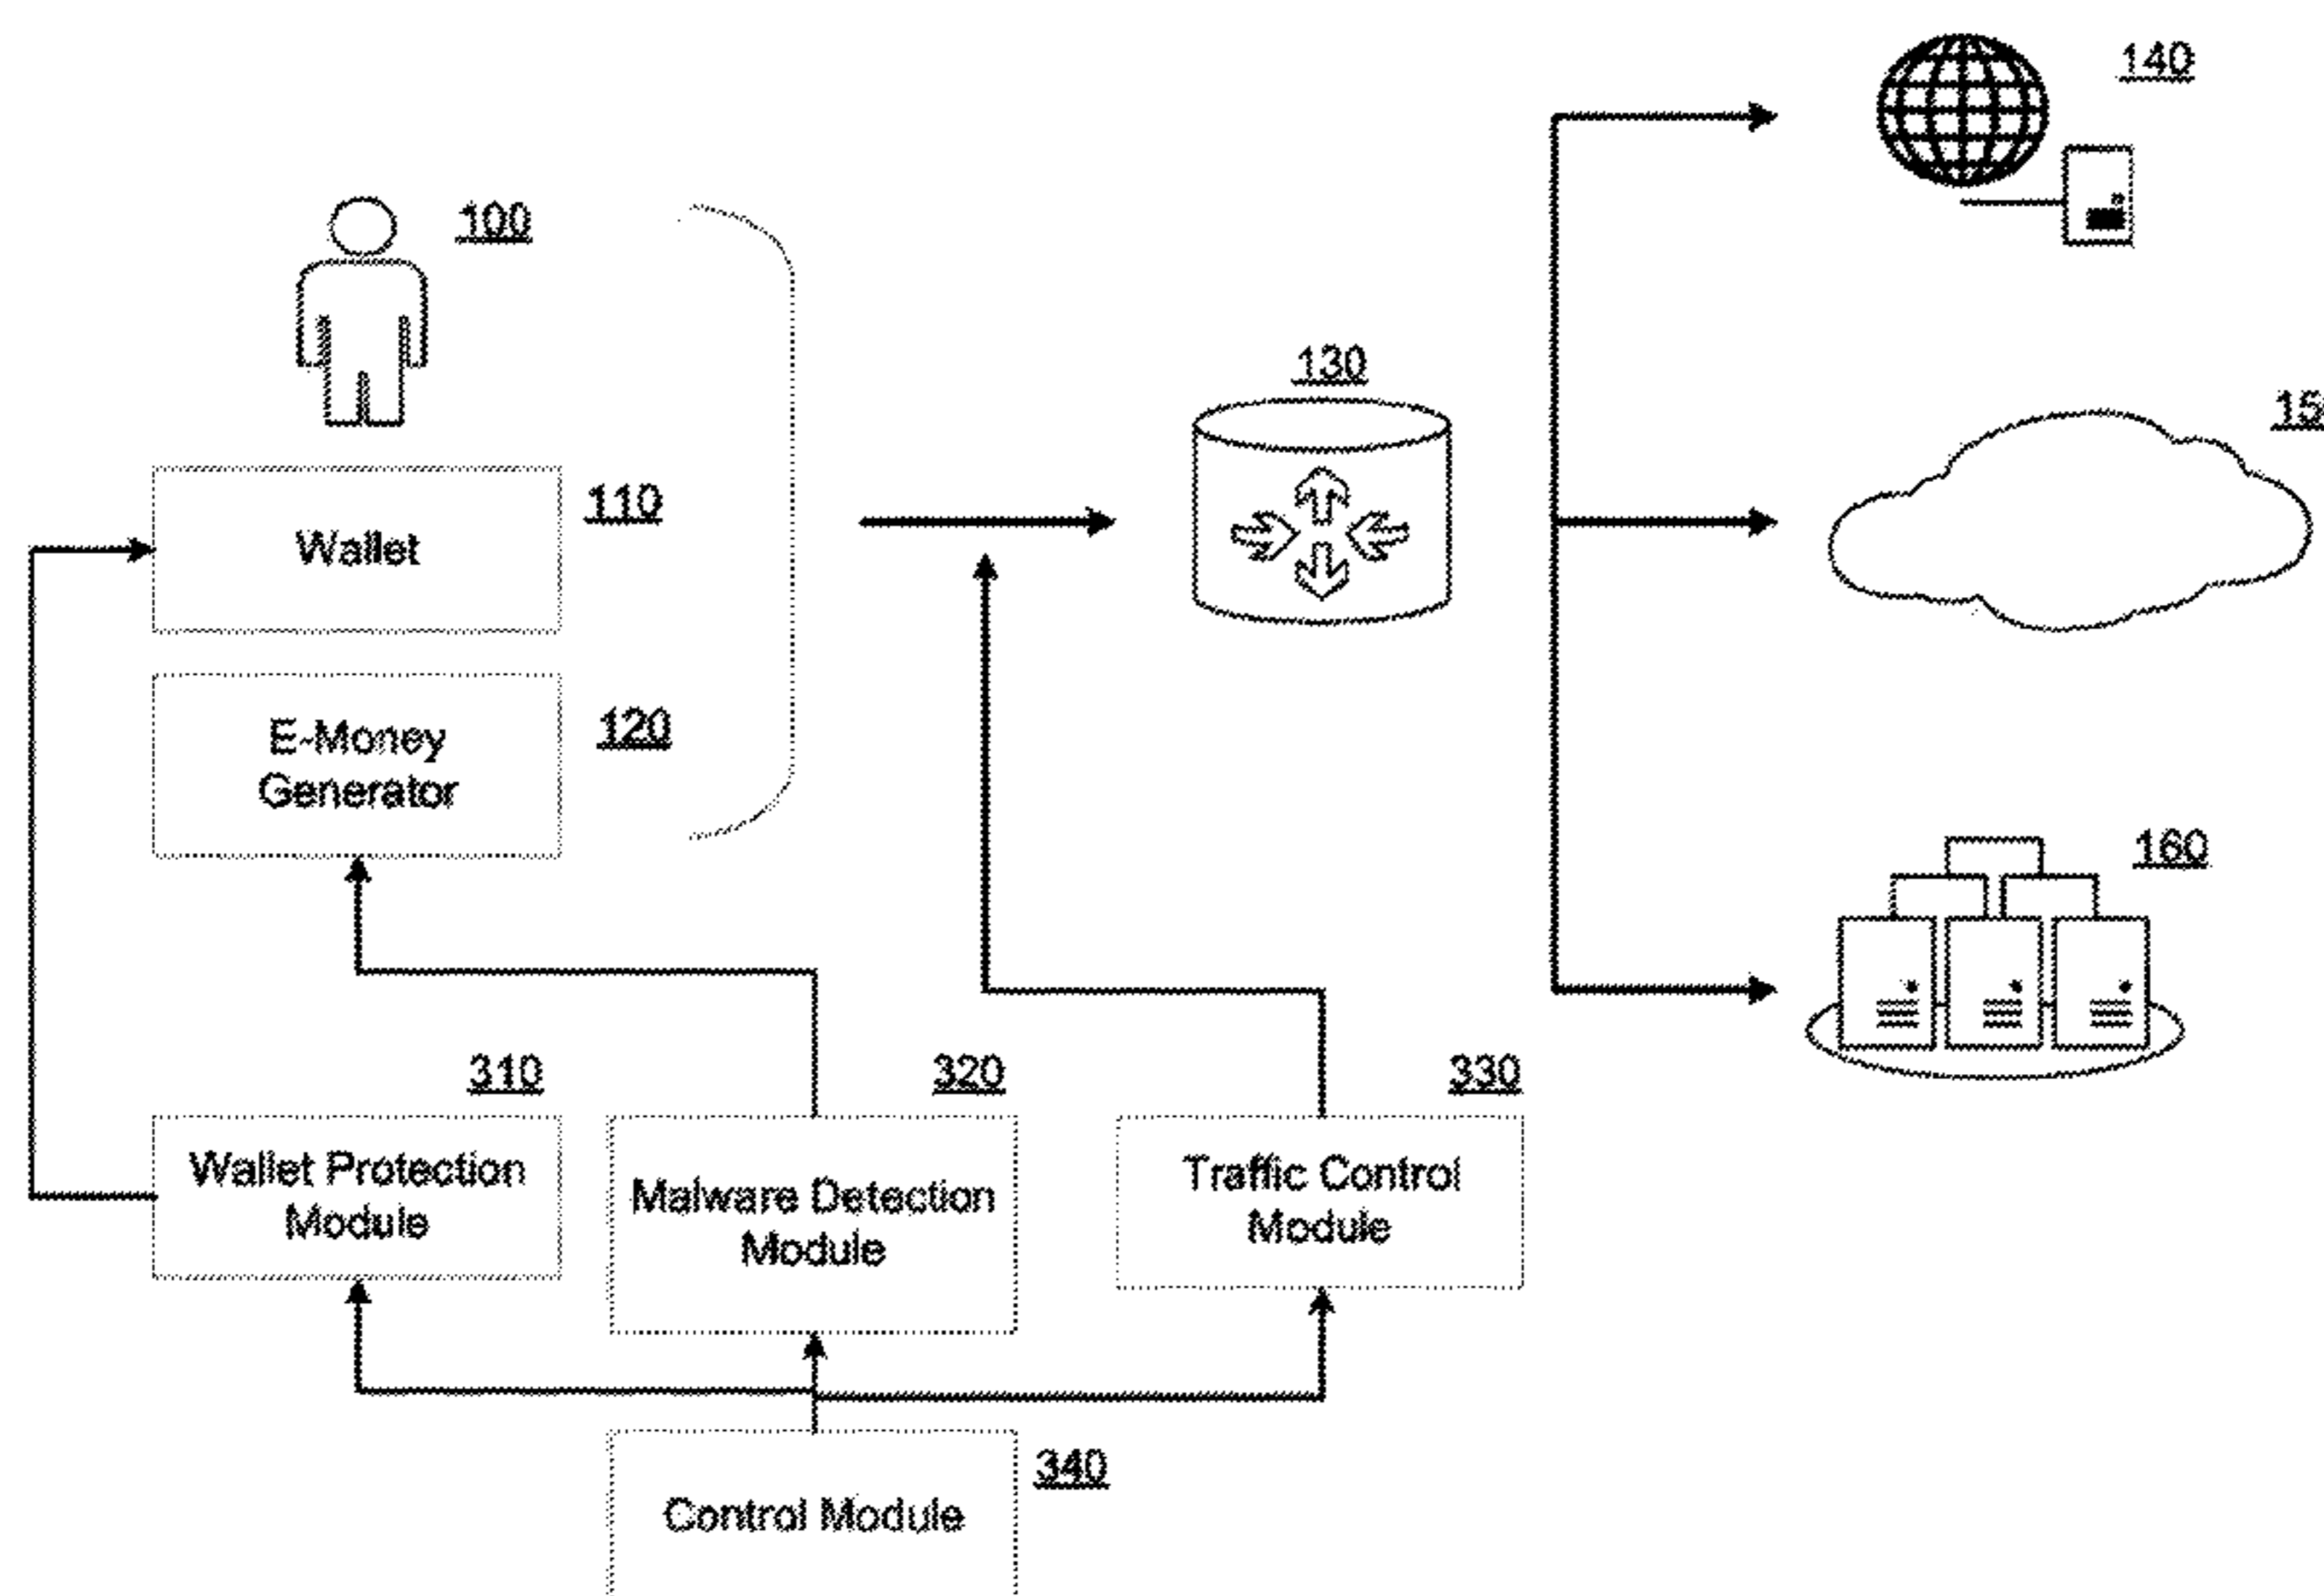 140
100
130
150
110
Wallet
120
E-Money
Generator
160
310
320
330
Wallet Protection
Module
Malware Detection
Module
Traffic Control
Module
340
Control Module